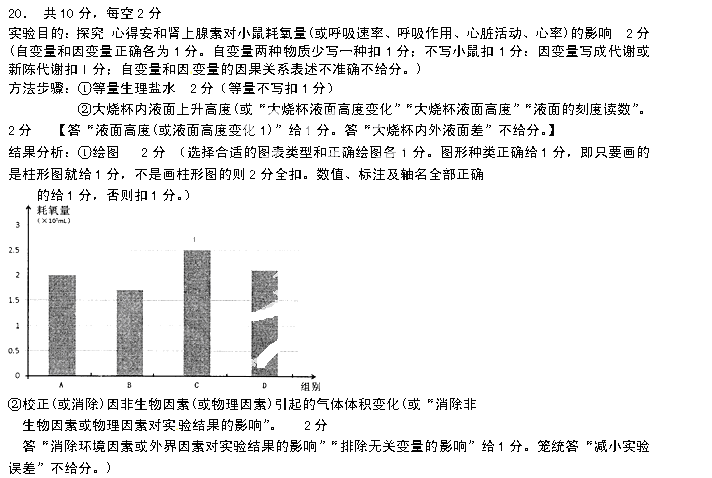 20． 共10分，每空2分
实验目的：探究 心得安和肾上腺素对小鼠耗氧量(或呼吸速率、呼吸作用、心脏活动、心率)的影响 2分
(自变量和因变量正确各为1分。自变量两种物质少写一种扣1分；不写小鼠扣1分：因变量写成代谢或
新陈代谢扣l分；自变量和因变量的因果关系表述不准确不给分。)
方法步骤：①等量生理盐水 2分（等量不写扣1分）
②大烧杯内液面上升高度(或“大烧杯液面高度变化”“大烧杯液面高度”“液面的刻度读数”。
2分 【答“液面高度(或液面高度变化1)”给1分。答“大烧杯内外液面差”不给分。】
结果分析：①绘图 2分 （选择合适的图表类型和正确绘图各1分。图形种类正确给1分，即只要画的
是柱形图就给1分，不是画柱形图的则2分全扣。数值、标注及轴名全部正确
的给1分，否则扣1分。）
耗氧量
(×10³mL)
3
2.5
2
1.5
1
0.5
0
A B C D 组别
②校正(或消除)因非生物因素(或物理因素)引起的气体体积变化(或“消除非
生物因素或物理因素对实验结果的影响”。 2分
答“消除环境因素或外界因素对实验结果的影响”“排除无关变量的影响”给1分。笼统答“减小实验
误差”不给分。）